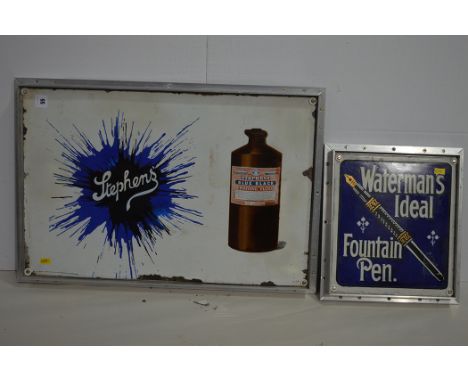 Stephens
BLUE BLACK
Waterman's
Ideal
Fountain
Pen.